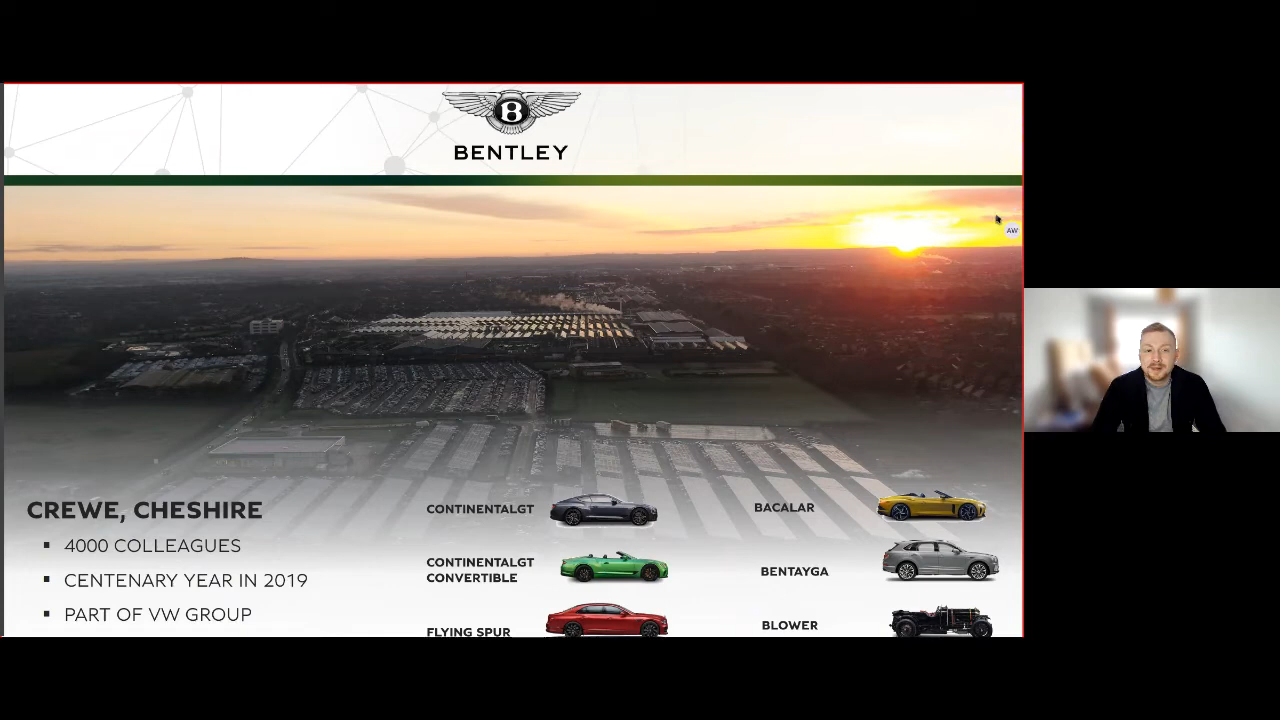 B
BENTLEY
AW
CREWE, CHESHIRE
▪ 4000 COLLEAGUES
▪ CENTENARY YEAR IN 2019
▪ PART OF VW GROUP
CONTINENTALGT
CONTINENTALGT
CONVERTIBLE
FLYING SPUR
BACALAR
BENTAYGA
BLOWER